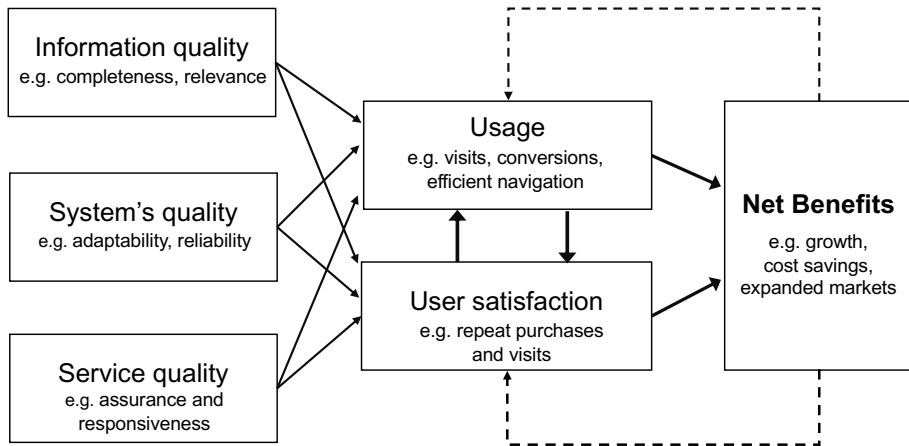 Information quality
e.g. completeness, relevance
System’s quality
e.g. adaptability, reliability
Service quality
e.g. assurance and
responsiveness
Usage
e.g. visits, conversions,
efficient navigation
User satisfaction
e.g. repeat purchases
and visits
Net Benefits
e.g. growth,
cost savings,
expanded markets